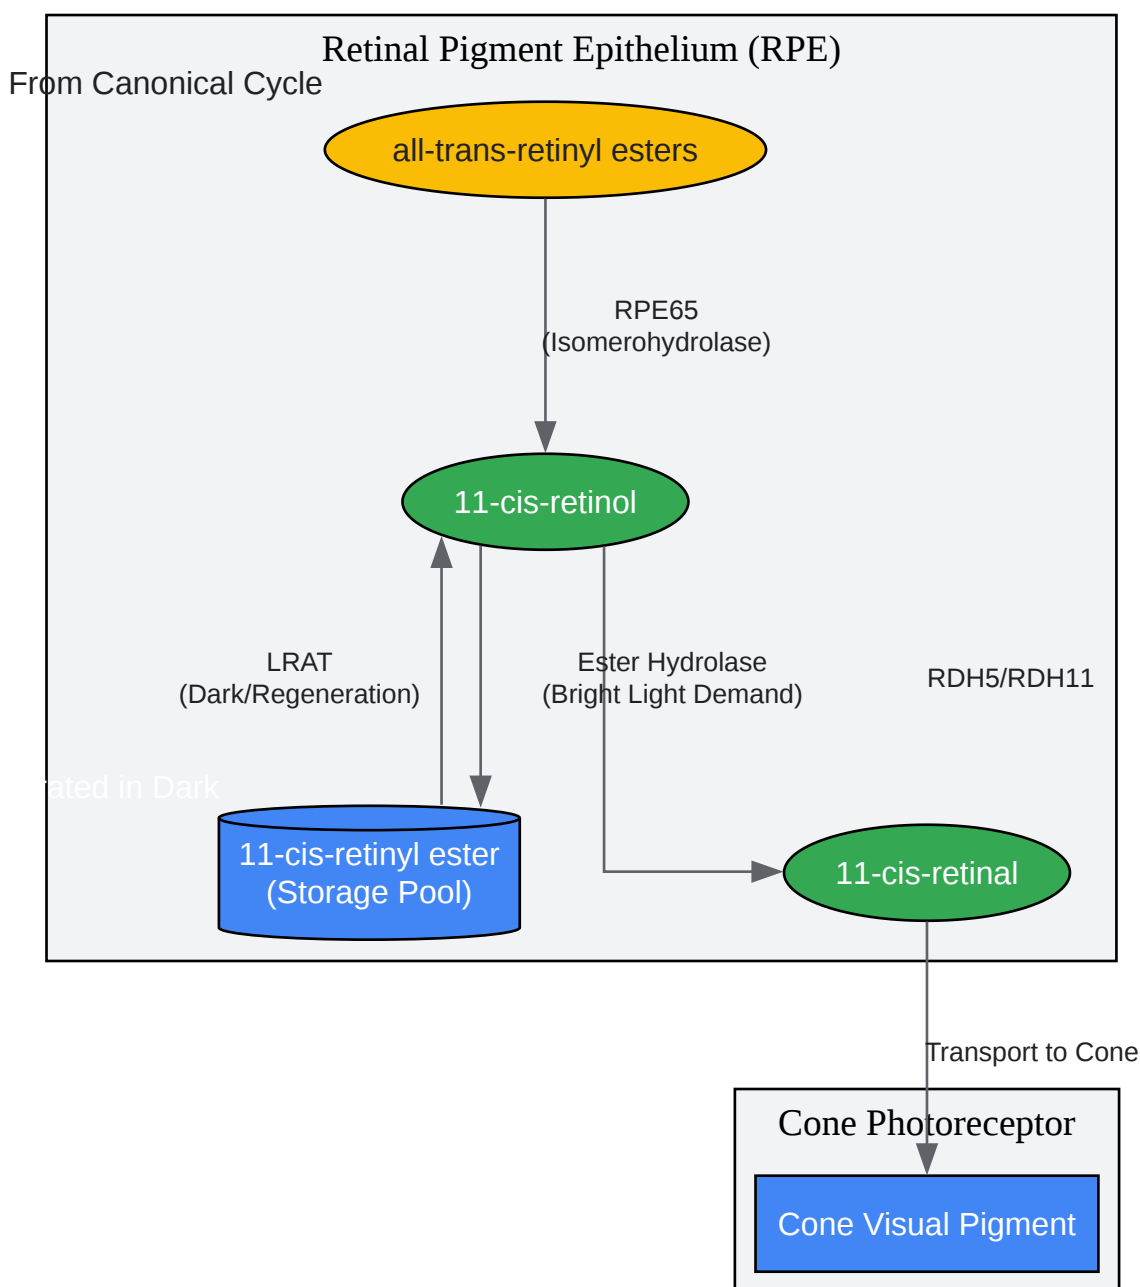 Retinal Pigment Epithelium (RPE)
From Canonical Cycle
all-trans-retinyl esters
RPE65
(Isomerohydrolase)
11-cis-retinol
LRAT
(Dark/Regeneration)
Ester Hydrolase
(Bright Light Demand)
RDH5/RDH11
in Dark
11-cis-retinyl ester
(Storage Pool)
11-cis-retinal
Transport to Cone
Cone Photoreceptor
Cone Visual Pigment